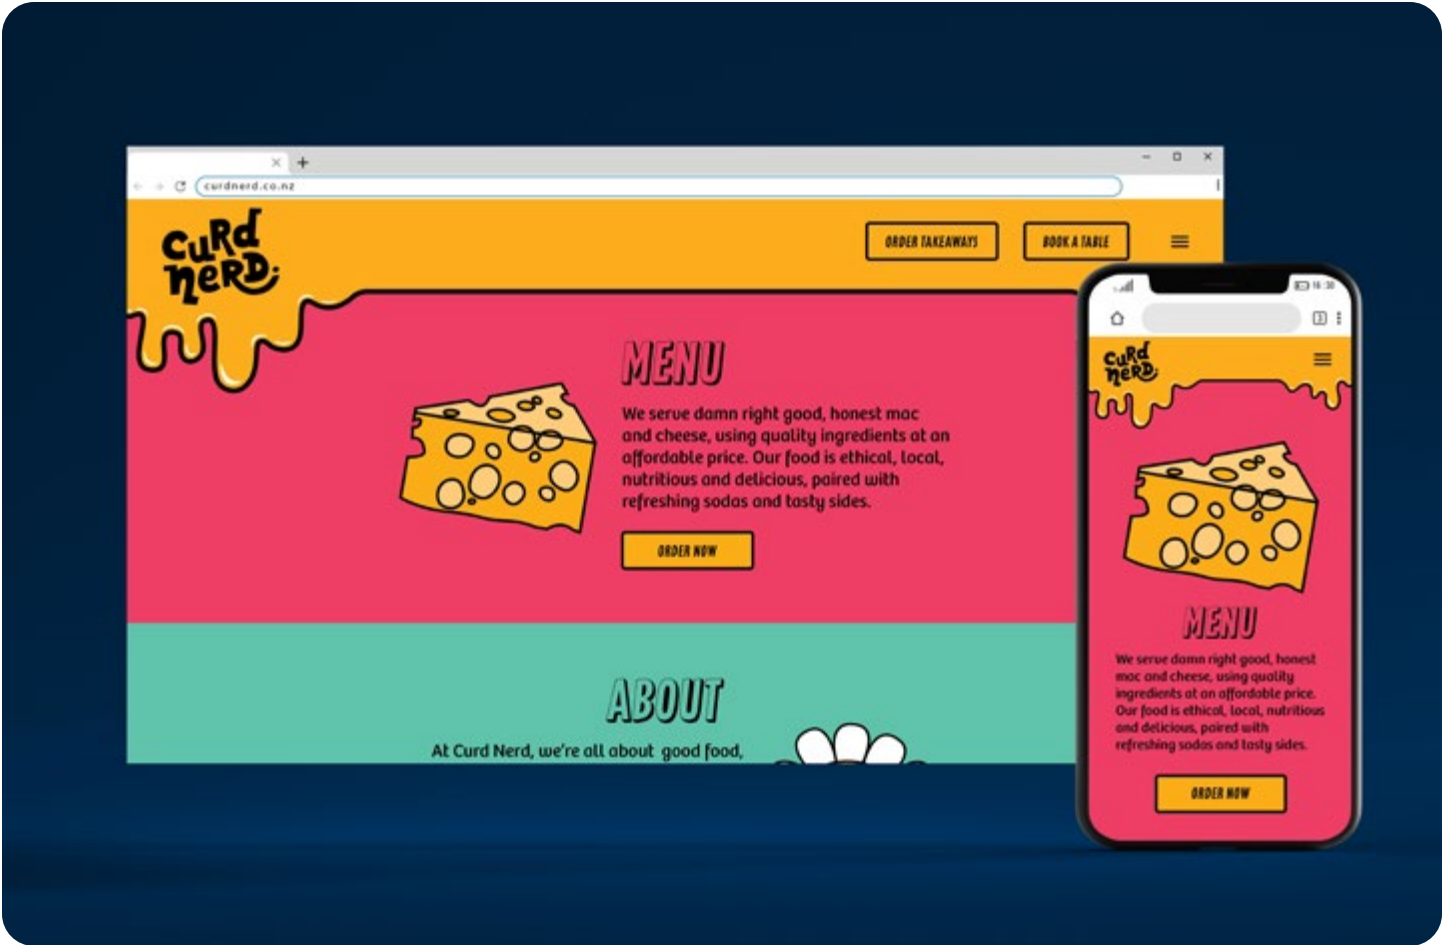 curdnerd.co.nz
CuRd
neRD.
ORDER TAKEAWAYS
BOOK A TABLE
MENU
We serve damn right good, honest mac
and cheese, using quality ingredients at an
affordable price. Our food is ethical, local,
nutritious and delicious, paired with
refreshing sodas and tasty sides.
ORDER NOW
ABOUT
At Curd Nerd, we're all about good food,
16:30
3
CuRd
neRD.
MENU
We serve damn right good, honest
mac and cheese, using quality
ingredients at an affordable price.
Our food is ethical, local, nutritious
and delicious, paired with
refreshing sodas and tasty sides.
ORDER NOW